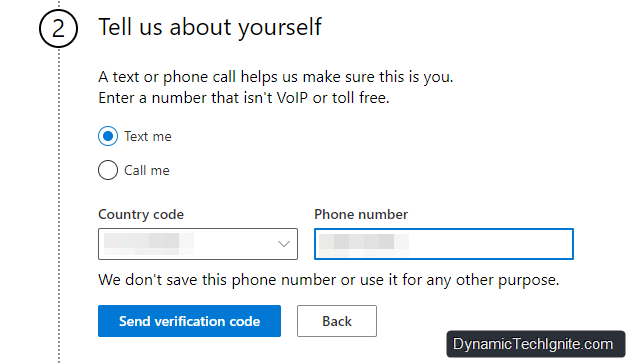 2
Tell us about yourself
A text or phone call helps us make sure this is you.
Enter a number that isn't VoIP or toll free.
Text me
Call me
Country code
Phone number
We don't save this phone number or use it for any other purpose.
Send verification code
Back
DynamicTechIgnite.com